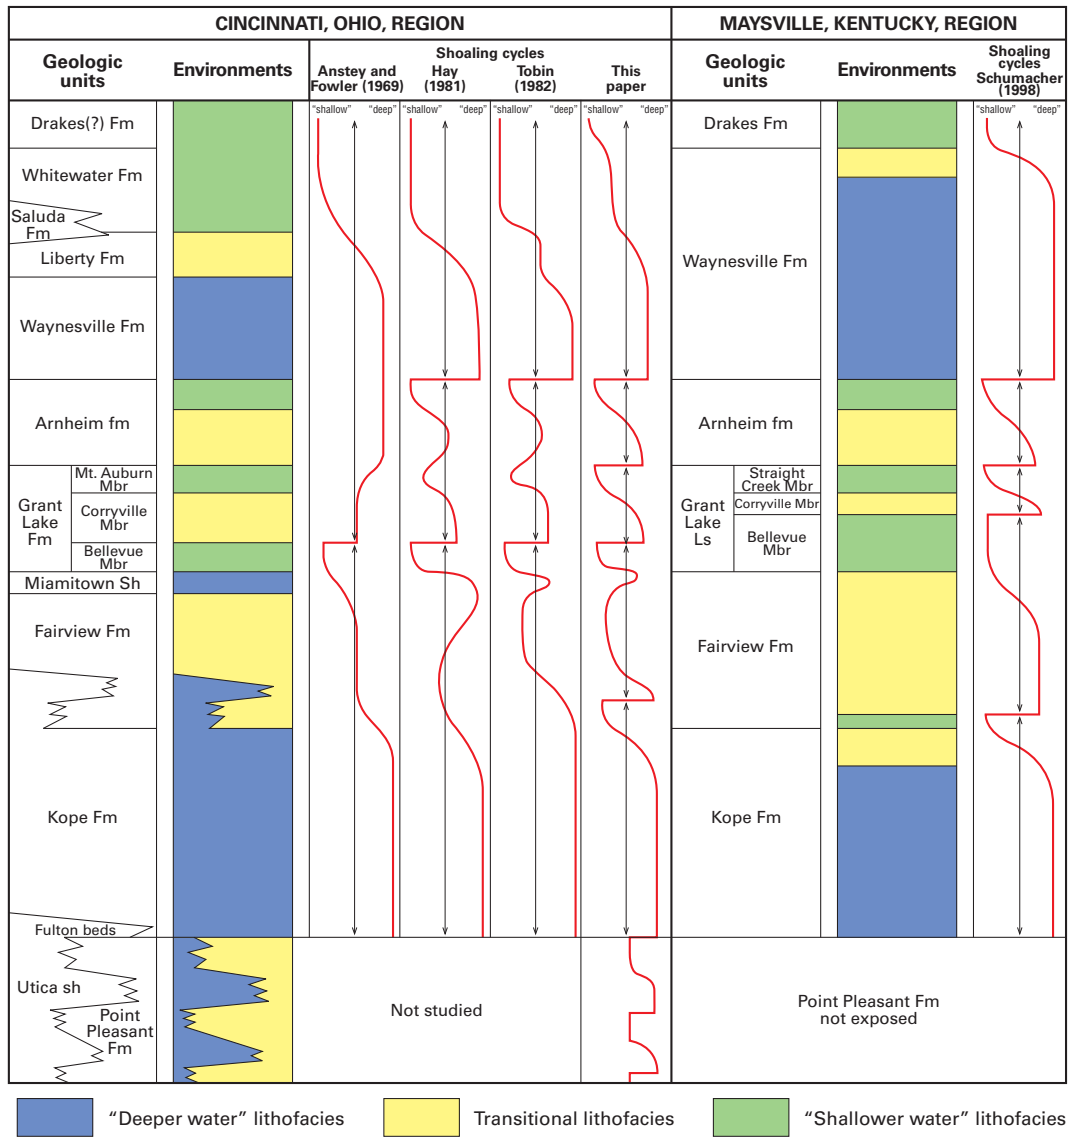 CINCINNATI, OHIO, REGION
MAYSVILLE, KENTUCKY, REGION
Geologic
units
Environments
Shoaling cycles
Anstey and
Fowler (1969)
Hay
(1981)
Tobin
(1982)
This
paper
Geologic
units
Environments
Shoaling
cycles
Schumacher
(1998)
"shallow" "deep"
"shallow" "deep"
"shallow" "deep"
"shallow" "deep"
"shallow" "deep"
Drakes(?) Fm
Whitewater Fm
Saluda
Fm
Liberty Fm
Waynesville Fm
Arnheim fm
Grant
Lake
Fm
Mt. Auburn
Mbr
Corryville
Mbr
Bellevue
Mbr
Miamitown Sh
Fairview Fm
Kope Fm
Fulton beds
Utica sh
Point
Pleasant
Fm
Not studied
Drakes Fm
Waynesville Fm
Arnheim fm
Grant
Lake
Ls
Straight
Creek Mbr
Corryville Mbr
Bellevue
Mbr
Fairview Fm
Kope Fm
Point Pleasant Fm
not exposed
"Deeper water" lithofacies
Transitional lithofacies
"Shallower water" lithofacies